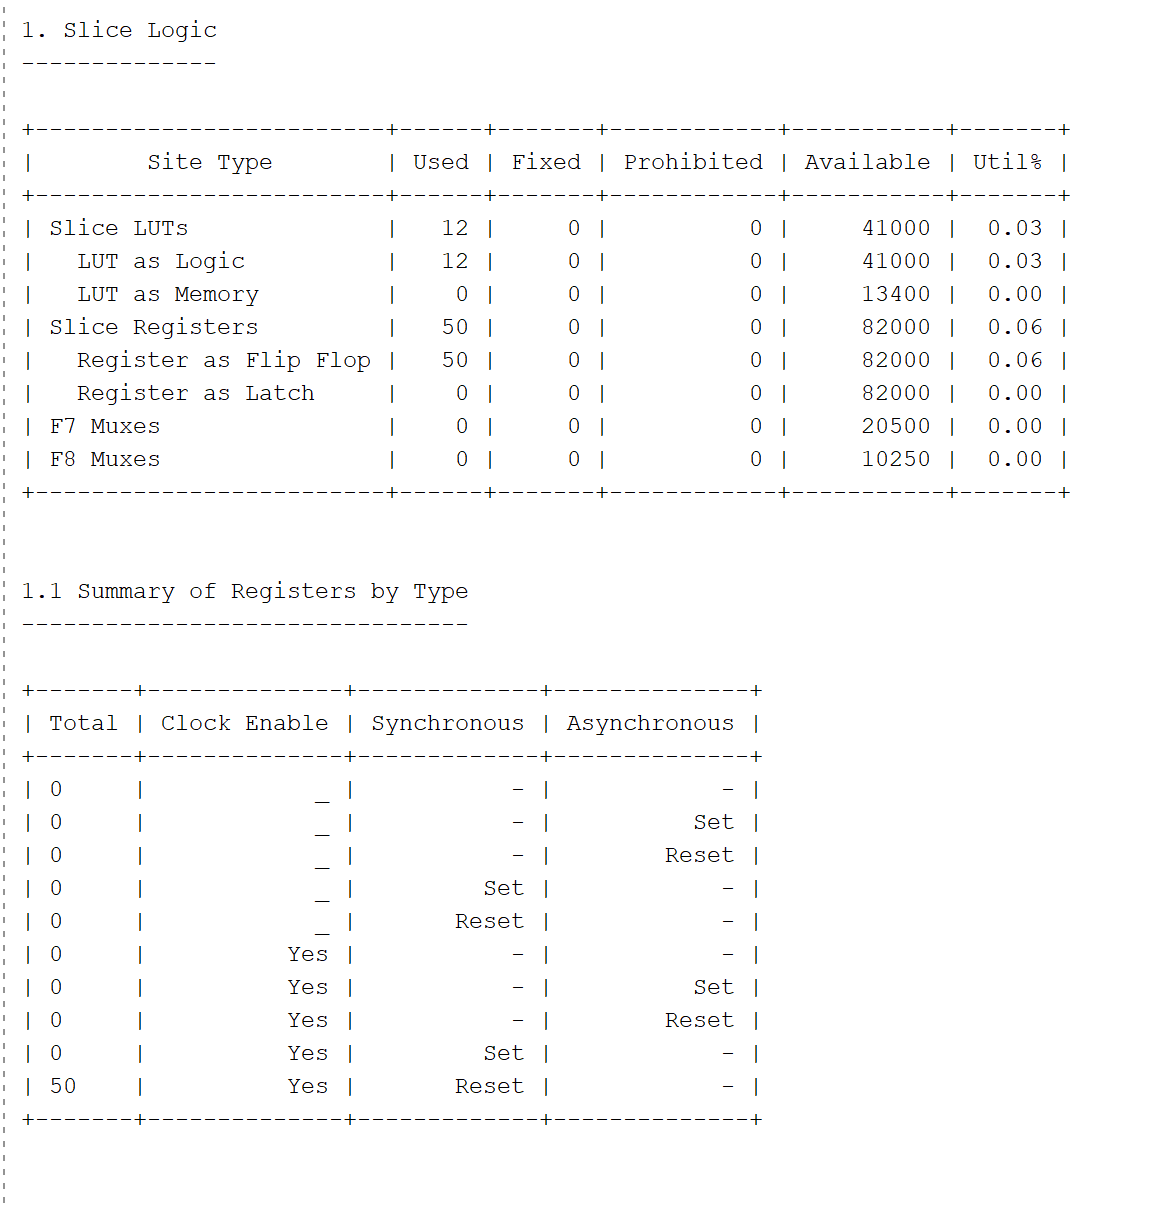 1. Slice Logic
--------------
+-------------------------+------+-------+------------+-----------+-------+
|        Site Type        | Used | Fixed | Prohibited | Available | Util% |
+-------------------------+------+-------+------------+-----------+-------+
| Slice LUTs              |   12 |     0 |          0 |     41000 |  0.03 |
|   LUT as Logic          |   12 |     0 |          0 |     41000 |  0.03 |
|   LUT as Memory         |    0 |     0 |          0 |     13400 |  0.00 |
| Slice Registers         |   50 |     0 |          0 |     82000 |  0.06 |
|   Register as Flip Flop |   50 |     0 |          0 |     82000 |  0.06 |
|   Register as Latch     |    0 |     0 |          0 |     82000 |  0.00 |
| F7 Muxes                |    0 |     0 |          0 |     20500 |  0.00 |
| F8 Muxes                |    0 |     0 |          0 |     10250 |  0.00 |
+-------------------------+------+-------+------------+-----------+-------+
1.1 Summary of Registers by Type
--------------------------------
+-------+--------------+-------------+--------------+
| Total | Clock Enable | Synchronous | Asynchronous |
+-------+--------------+-------------+--------------+
| 0     |            _ |           - |            - |
| 0     |            _ |           - |          Set |
| 0     |            _ |           - |        Reset |
| 0     |            _ |         Set |            - |
| 0     |            _ |       Reset |            - |
| 0     |          Yes |           - |            - |
| 0     |          Yes |           - |          Set |
| 0     |          Yes |           - |        Reset |
| 0     |          Yes |         Set |            - |
| 50    |          Yes |       Reset |            - |
+-------+--------------+-------------+--------------+